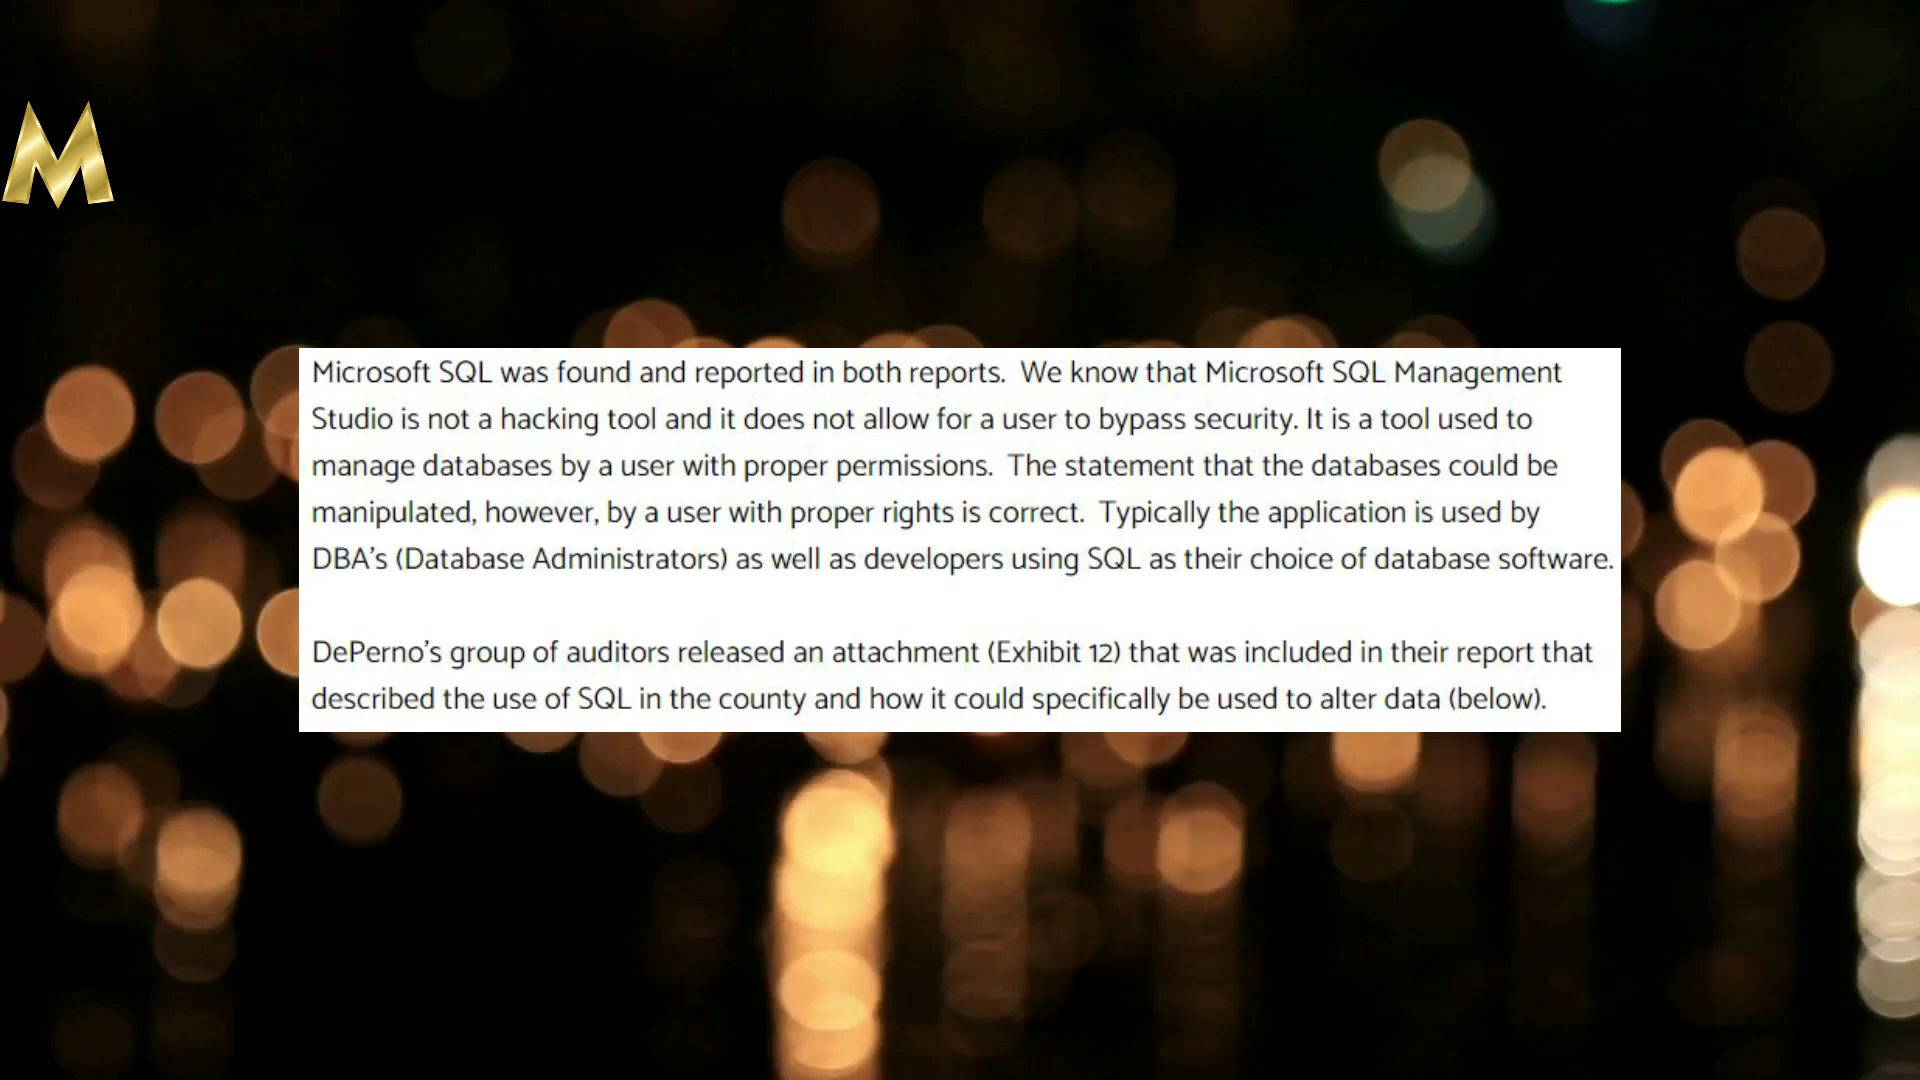 M
Microsoft SQL was found and reported in both reports.  We know that Microsoft SQL Management
Studio is not a hacking tool and it does not allow for a user to bypass security. It is a tool used to
manage databases by a user with proper permissions.  The statement that the databases could be
manipulated, however, by a user with proper rights is correct.  Typically the application is used by
DBA’s (Database Administrators) as well as developers using SQL as their choice of database software.
DePerno’s group of auditors released an attachment (Exhibit 12) that was included in their report that
described the use of SQL in the county and how it could specifically be used to alter data (below).